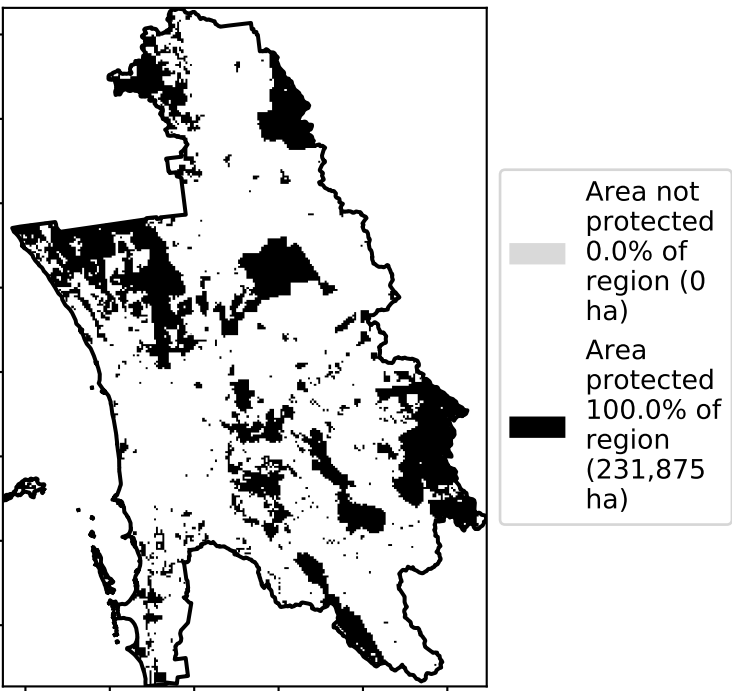 Area not
protected
0.0% of
region (0
ha)
Area
protected
100.0% of
region
(231,875
ha)